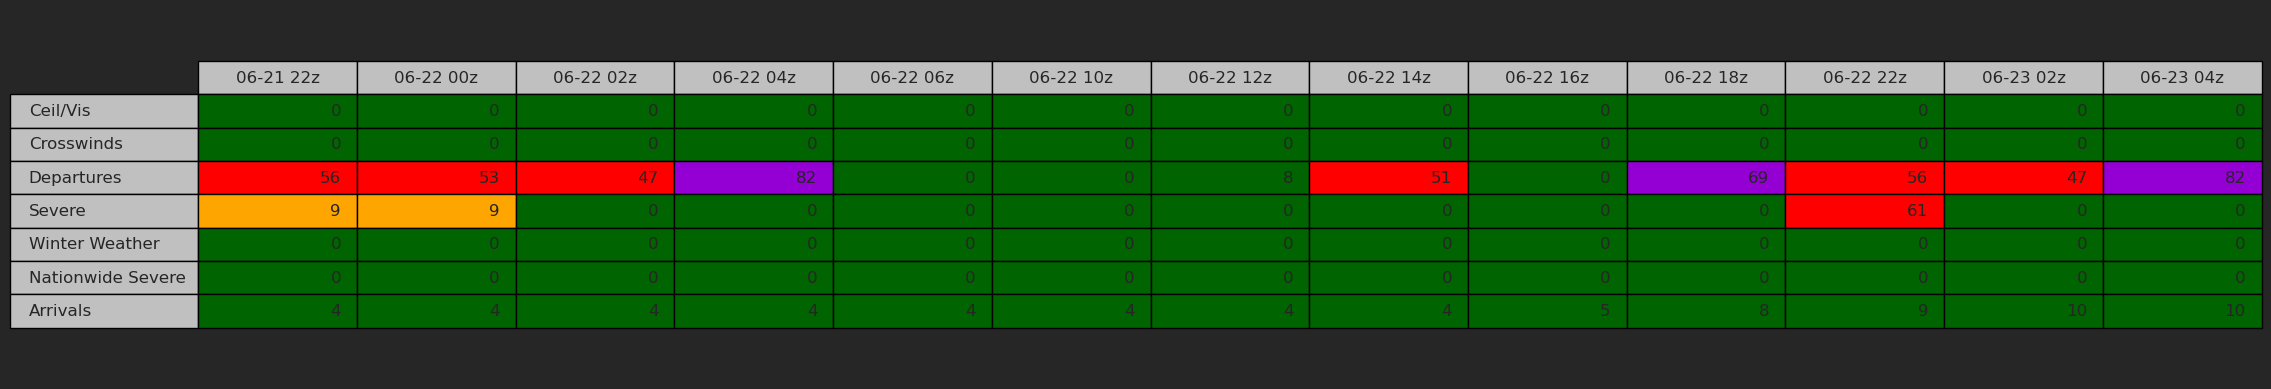 06-21 22z 06-22 00z 06-22 02z 06-22 04z 06-22 06z 06-22 10z 06-22 12z 06-22 14z 06-22 16z 06-22 18z 06-22 22z 06-23 02z 06-23 04z
Ceil/Vis 0 0 0 0 0 0 0 0 0 0 0 0 0
Crosswinds 0 0 0 0 0 0 0 0 0 0 0 0 0
Departures 56 53 47 82 0 0 8 51 0 69 56 47 82
Severe 9 9 0 0 0 0 0 0 0 0 61 0 0
Winter Weather 0 0 0 0 0 0 0 0 0 0 0 0 0
Nationwide Severe 0 0 0 0 0 0 0 0 0 0 0 0 0
Arrivals 4 4 4 4 4 4 4 4 5 8 9 10 10